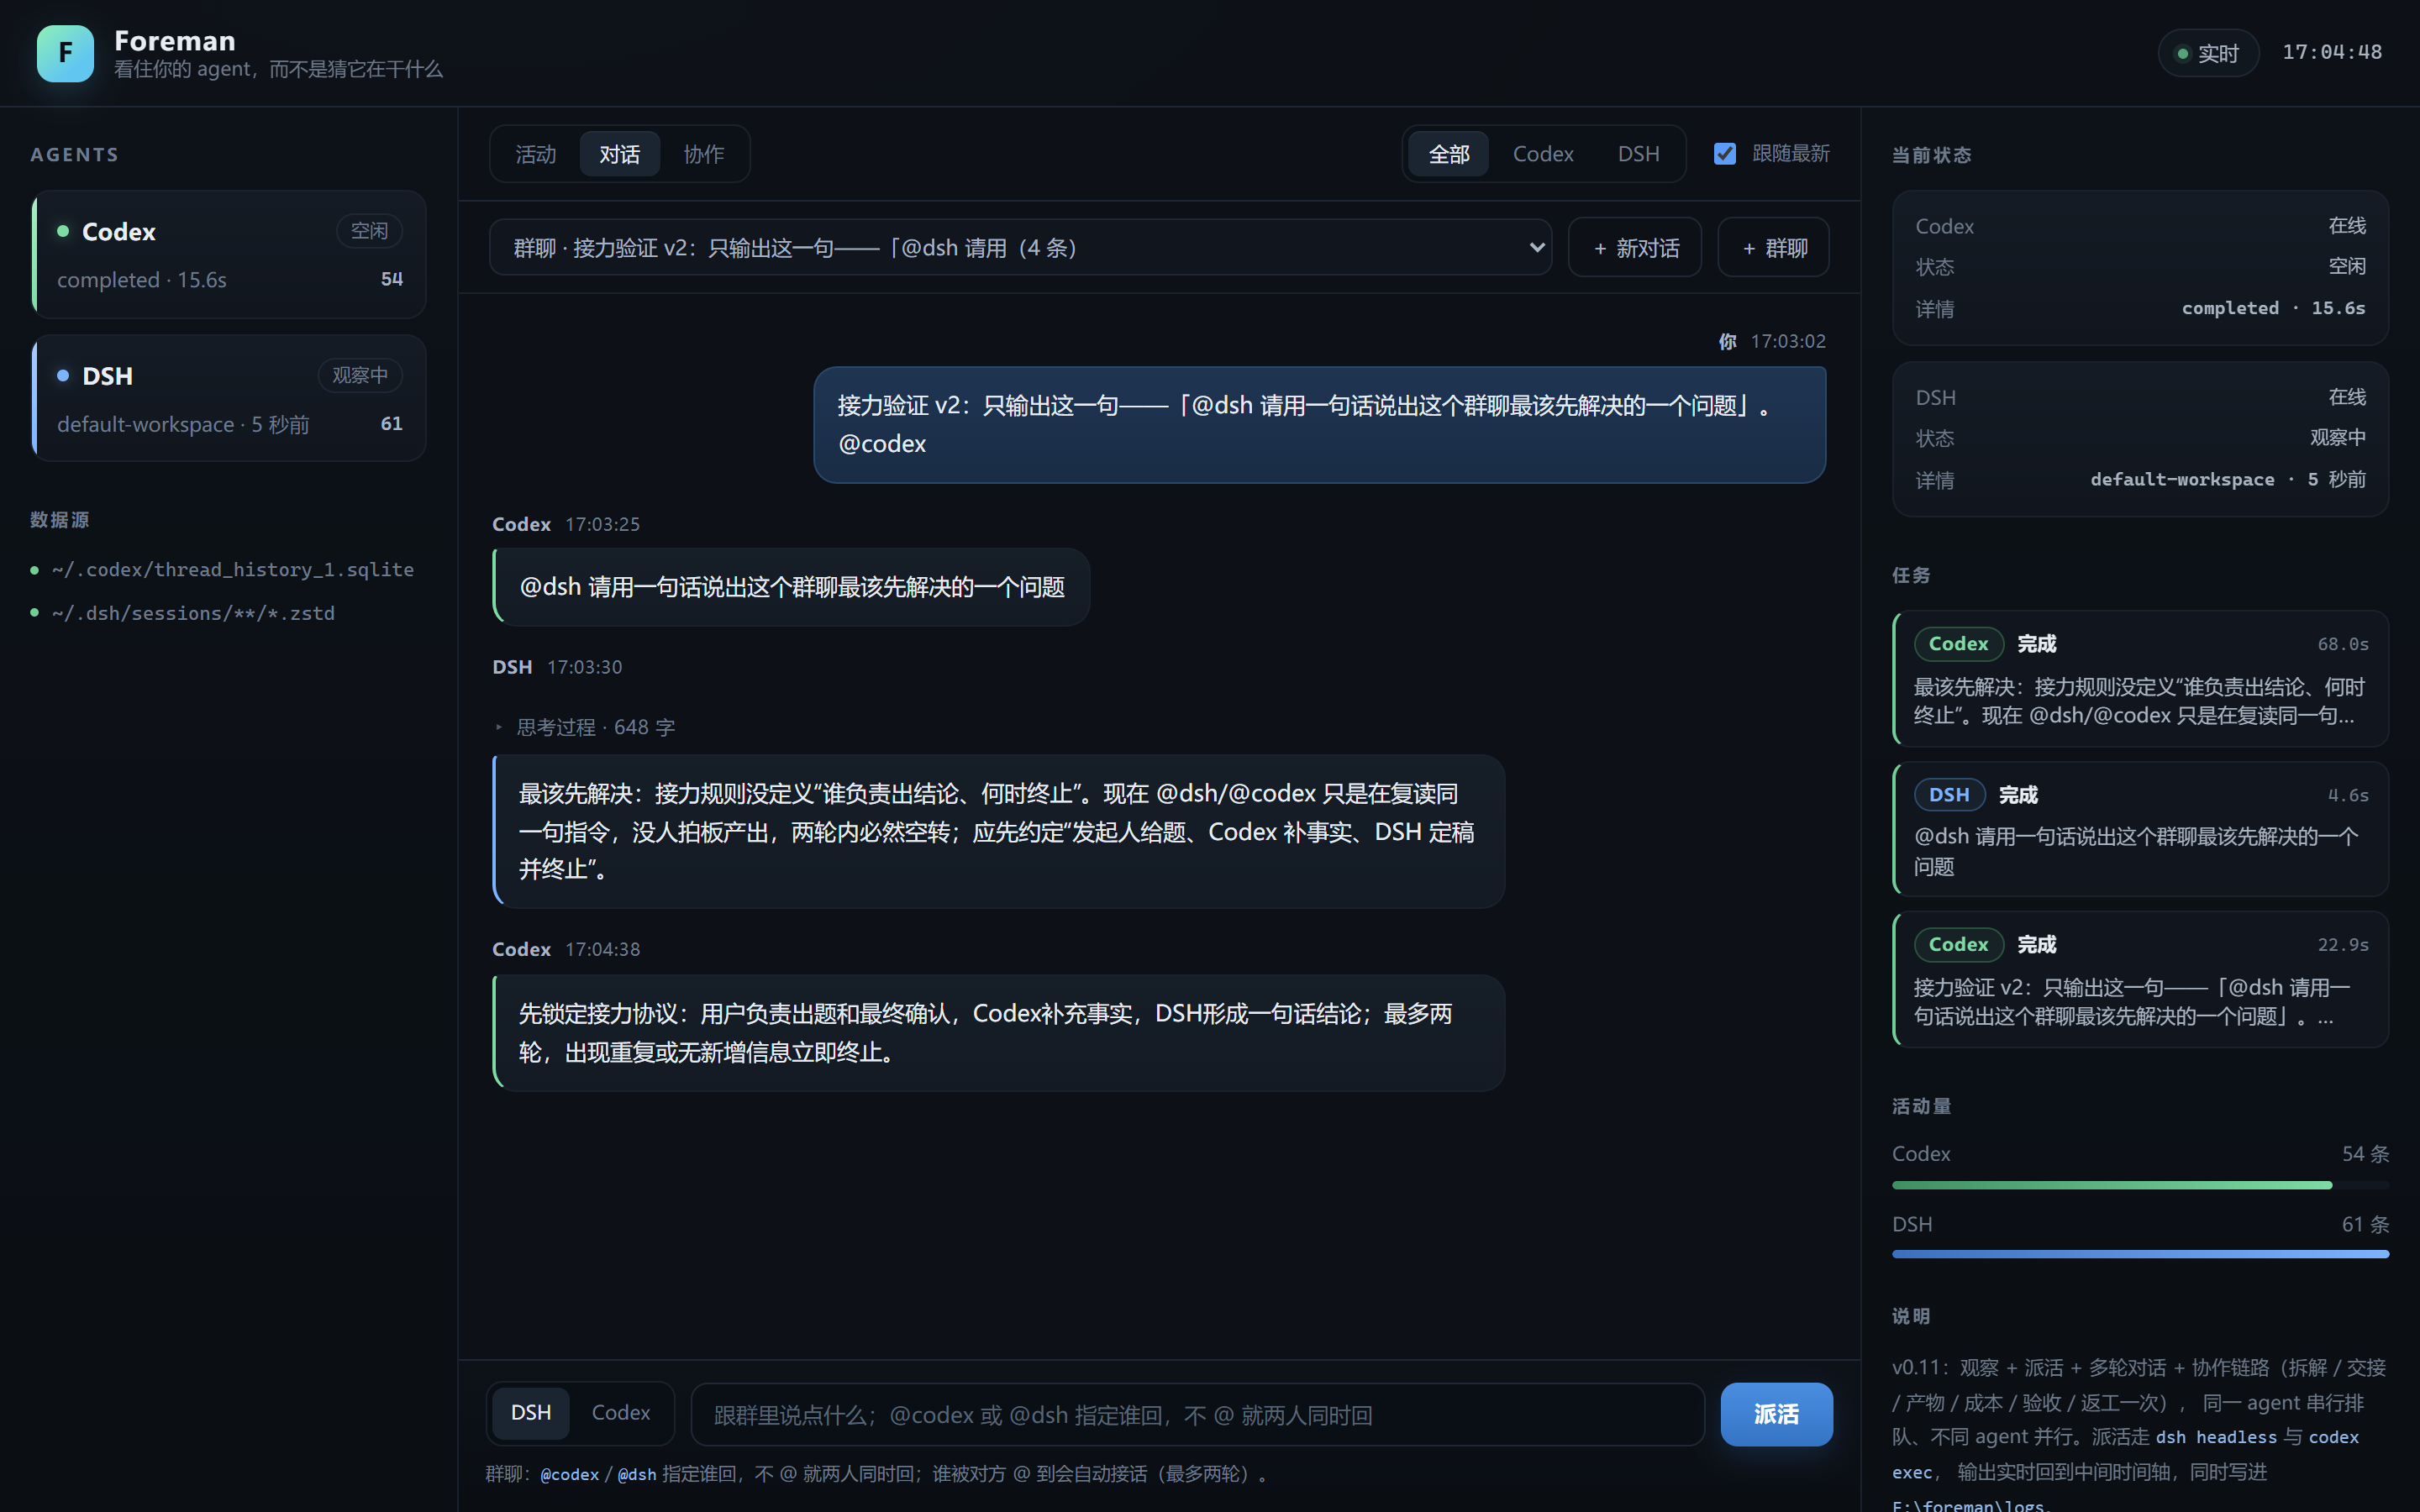 F
Foreman
看住你的 agent，而不是猜它在干什么
实时
17:04:48
AGENTS
Codex
空闲
completed · 15.6s
54
DSH
观察中
default-workspace · 5 秒前
61
数据源
~/.codex/thread_history_1.sqlite
~/.dsh/sessions/**/*.zstd
活动
对话
协作
全部
Codex
DSH
跟随最新
群聊 · 接力验证 v2：只输出这一句——「@dsh 请用（4 条）
+ 新对话
+ 群聊
你 17:03:02
接力验证 v2：只输出这一句——「@dsh 请用一句话说出这个群聊最该先解决的一个问题」。
@codex
Codex 17:03:25
@dsh 请用一句话说出这个群聊最该先解决的一个问题
DSH 17:03:30
思考过程 · 648 字
最该先解决：接力规则没定义“谁负责出结论、何时终止”。现在 @dsh/@codex 只是在复读同
一句指令，没人拍板产出，两轮内必然空转；应先约定“发起人给题、Codex 补事实、DSH 定稿
并终止”。
Codex 17:04:38
先锁定接力协议：用户负责出题和最终确认，Codex补充事实，DSH形成一句话结论；最多两
轮，出现重复或无新增信息立即终止。
DSH
Codex
跟群里说点什么；@codex 或 @dsh 指定谁回，不 @ 就两人同时回
派活
群聊：@codex / @dsh 指定谁回，不 @ 就两人同时回；谁被对方 @ 到会自动接话（最多两轮）。
当前状态
Codex
在线
状态
空闲
详情
completed · 15.6s
DSH
在线
状态
观察中
详情
default-workspace · 5 秒前
任务
Codex 完成
68.0s
最该先解决：接力规则没定义“谁负责出结论、何时
终止”。现在 @dsh/@codex 只是在复读同一句...
DSH 完成
4.6s
@dsh 请用一句话说出这个群聊最该先解决的一个
问题
Codex 完成
22.9s
接力验证 v2：只输出这一句——「@dsh 请用一
句话说出这个群聊最该先解决的一个问题」。...
活动量
Codex
54 条
DSH
61 条
说明
v0.11：观察 + 派活 + 多轮对话 + 协作链路（拆解 / 交接
/ 产物 / 成本 / 验收 / 返工一次），同一 agent 串行排
队、不同 agent 并行。派活走 dsh headless 与 codex
exec，输出实时回到中间时间轴，同时写进
F:\foreman\logs。